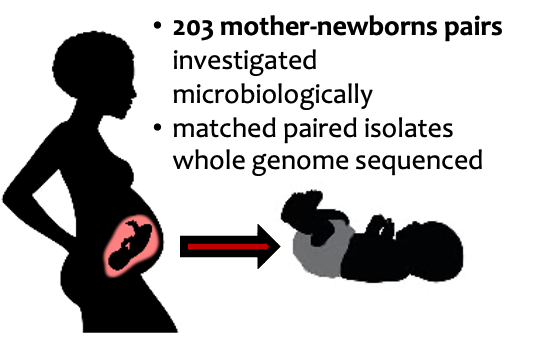 • 203 mother-newborns pairs
investigated
microbiologically
• matched paired isolates
whole genome sequenced